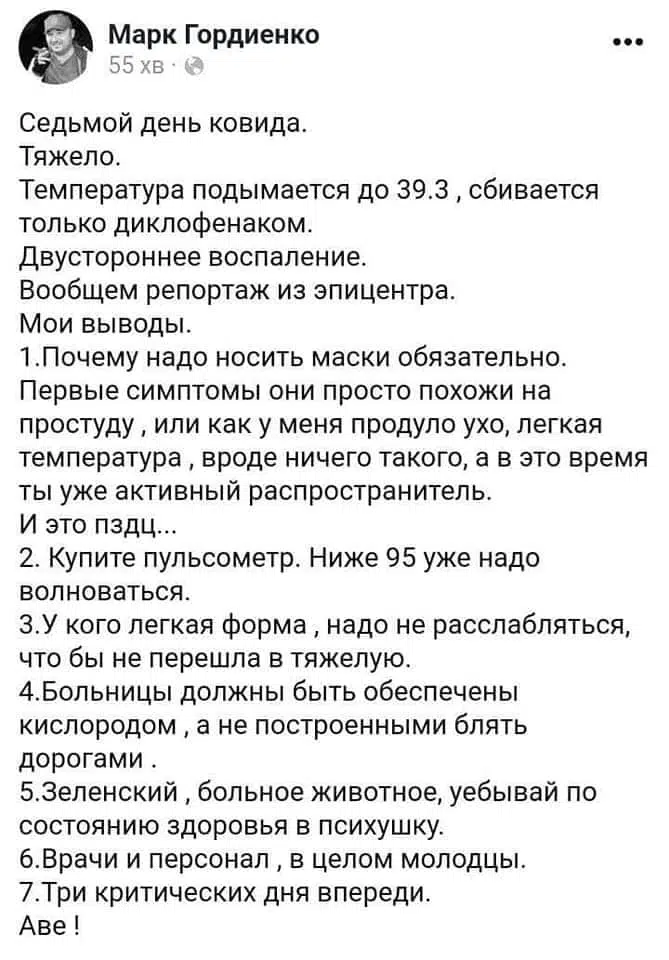 Марк Гордиенко
55 хв ·
Седьмой день ковида.
Тяжело.
Температура подымается до 39.3 , сбивается
только диклофенаком.
Двустороннее воспаление.
Вообщем репортаж из эпицентра.
Мои выводы.
1.Почему надо носить маски обязательно.
Первые симптомы они просто похожи на
простуду , или как у меня продуло ухо, легкая
температура , вроде ничего такого, а в это время
ты уже активный распространитель.
И это пздц...
2. Купите пульсометр. Ниже 95 уже надо
волноваться.
3.У кого легкая форма , надо не расслабляться,
что бы не перешла в тяжелую.
4.Больницы должны быть обеспечены
кислородом , а не построенными блять
дорогами .
5.Зеленский , больное животное, уебывай по
состоянию здоровья в психушку.
6.Врачи и персонал , в целом молодцы.
7.Три критических дня впереди.
Аве !